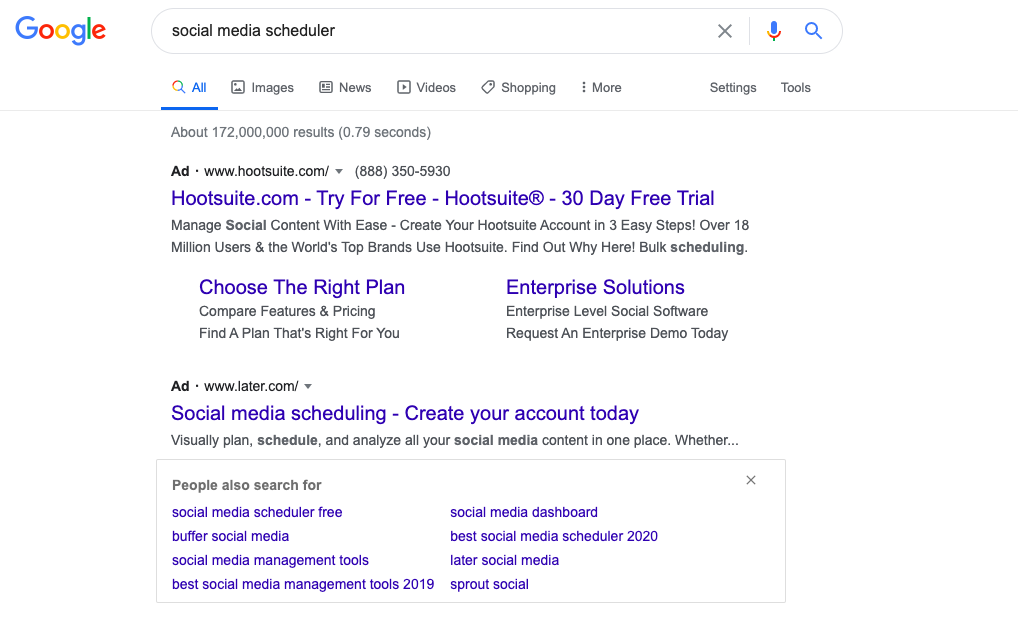 Google
social media scheduler
All Images News Videos Shopping More Settings Tools
About 172,000,000 results (0.79 seconds)
Ad · www.hootsuite.com/ (888) 350-5930
Hootsuite.com - Try For Free - Hootsuite® - 30 Day Free Trial
Manage Social Content With Ease - Create Your Hootsuite Account in 3 Easy Steps! Over 18
Million Users & the World's Top Brands Use Hootsuite. Find Out Why Here! Bulk scheduling.
Choose The Right Plan
Compare Features & Pricing
Find A Plan That's Right For You
Enterprise Solutions
Enterprise Level Social Software
Request An Enterprise Demo Today
Ad · www.later.com/
Social media scheduling - Create your account today
Visually plan, schedule, and analyze all your social media content in one place. Whether...
People also search for
social media scheduler free
buffer social media
social media management tools
best social media management tools 2019
social media dashboard
best social media scheduler 2020
later social media
sprout social